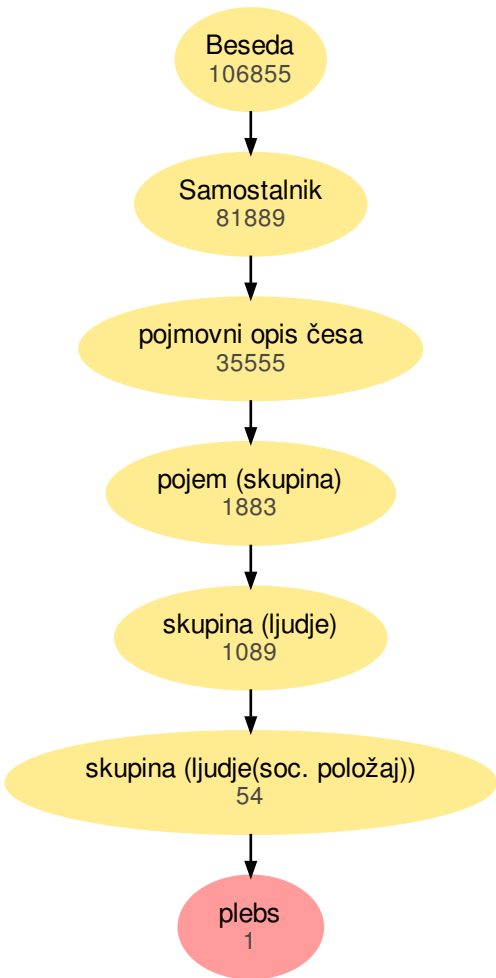 Beseda
106855
Samostalnik
81889
pojmovni opis česa
35555
pojem (skupina)
1883
skupina (ljudje)
1089
skupina (ljudje(soc. položaj))
54
plebs
1